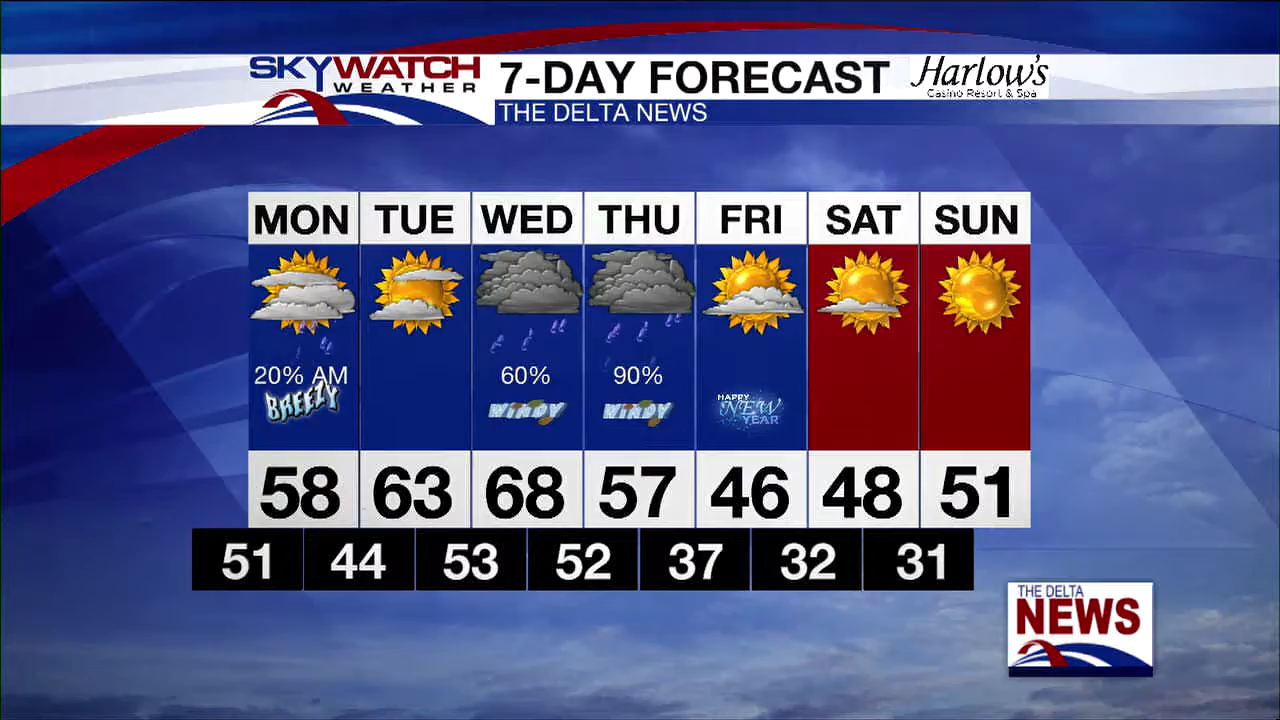 SKYWATCH
WEATHER
7-DAY FORECAST
THE DELTA NEWS
Harlow's
Casino Resort & Spa
MON TUE WED THU FRI SAT SUN
20% AM 60% 90%
BREEZY WINDY WINDY HAPPY NEW YEAR
58 63 68 57 46 48 51
51 44 53 52 37 32 31
THE DELTA
NEWS